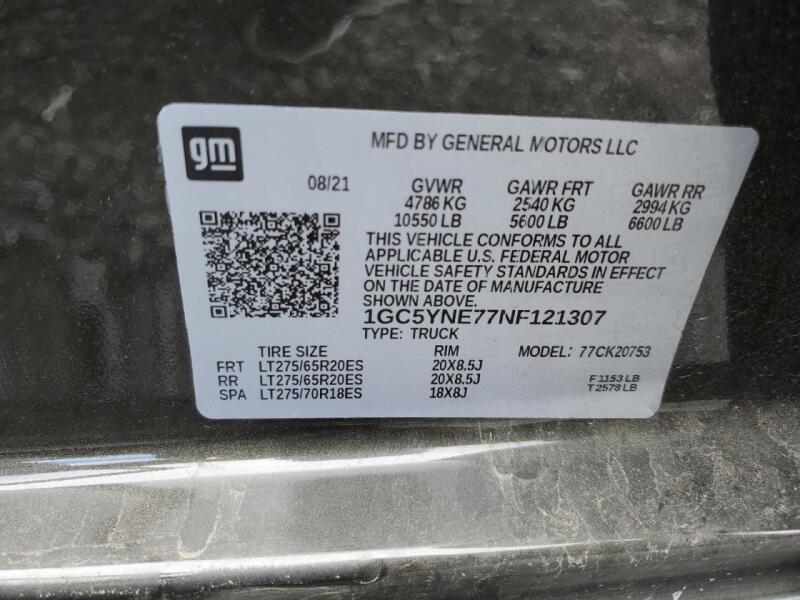 gm
MFD BY GENERAL MOTORS LLC
08/21 GVWR GAWR FRT GAWR RR
4786 KG 2540 KG 2994 KG
10550 LB 5600 LB 6600 LB
THIS VEHICLE CONFORMS TO ALL
APPLICABLE U.S. FEDERAL MOTOR
VEHICLE SAFETY STANDARDS IN EFFECT
ON THE DATE OF MANUFACTURE
SHOWN ABOVE.
1GC5YNE77NF121307
TYPE: TRUCK
TIRE SIZE RIM MODEL: 77CK20753
FRT LT275/65R20ES 20X8.5J
RR LT275/65R20ES 20X8.5J
SPA LT275/70R18ES 18X8J
F1153 LB
T2578 LB